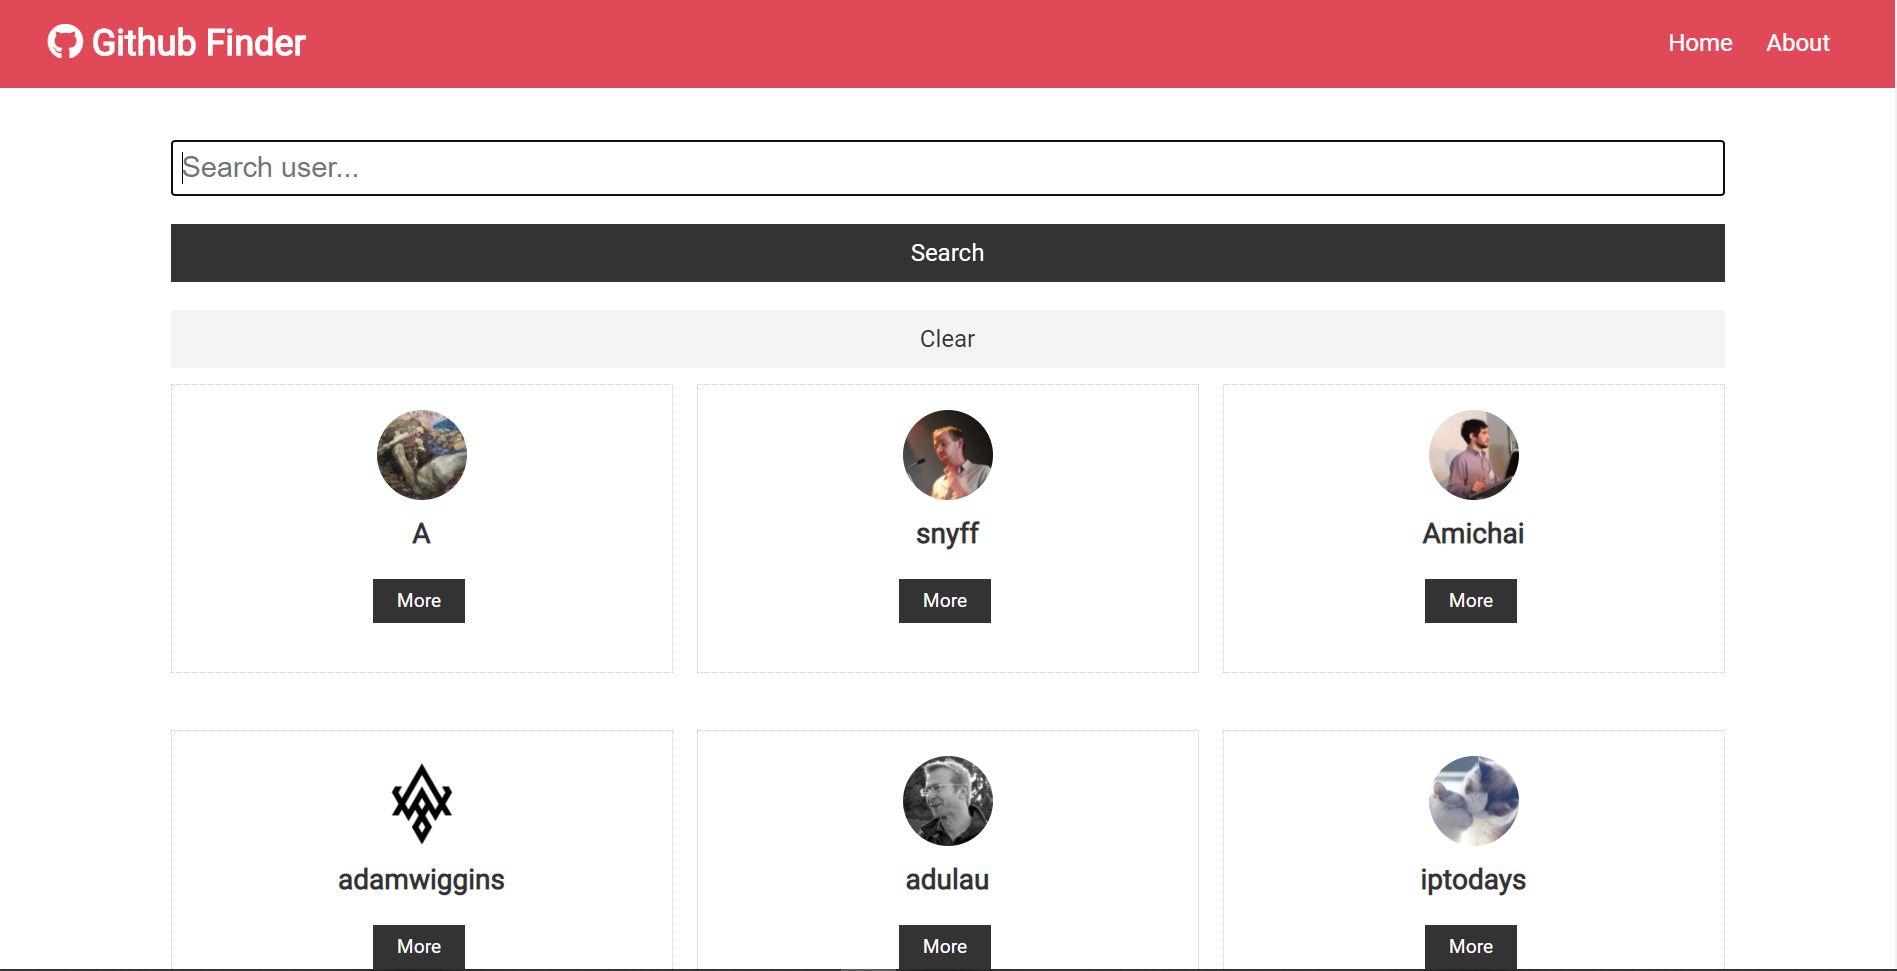 Github Finder
Home About
Search user...
Search
Clear
A snyff Amichai
More More More
adamwiggins adulau iptodays
More More More